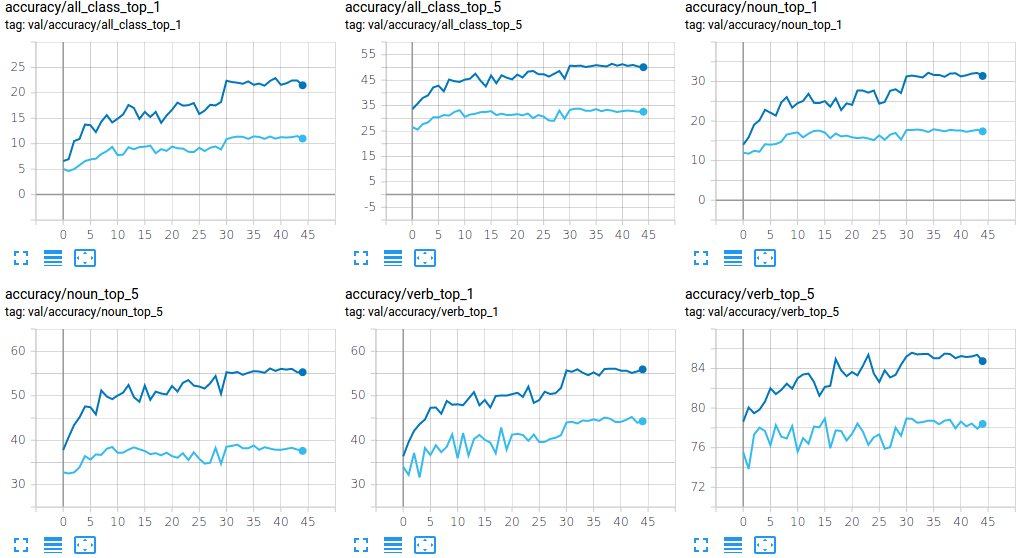 accuracy/all_class_top_1
tag: val/accuracy/all_class_top_1
25
20
15
10
5
0
0 5 10 15 20 25 30 35 40 45
accuracy/all_class_top_5
tag: val/accuracy/all_class_top_5
55
45
35
25
15
5
-5
0 5 10 15 20 25 30 35 40 45
accuracy/noun_top_1
tag: val/accuracy/noun_top_1
30
20
10
0
0 5 10 15 20 25 30 35 40 45
accuracy/noun_top_5
tag: val/accuracy/noun_top_5
60
50
40
30
0 5 10 15 20 25 30 35 40 45
accuracy/verb_top_1
tag: val/accuracy/verb_top_1
60
50
40
30
0 5 10 15 20 25 30 35 40 45
accuracy/verb_top_5
tag: val/accuracy/verb_top_5
84
80
76
72
0 5 10 15 20 25 30 35 40 45